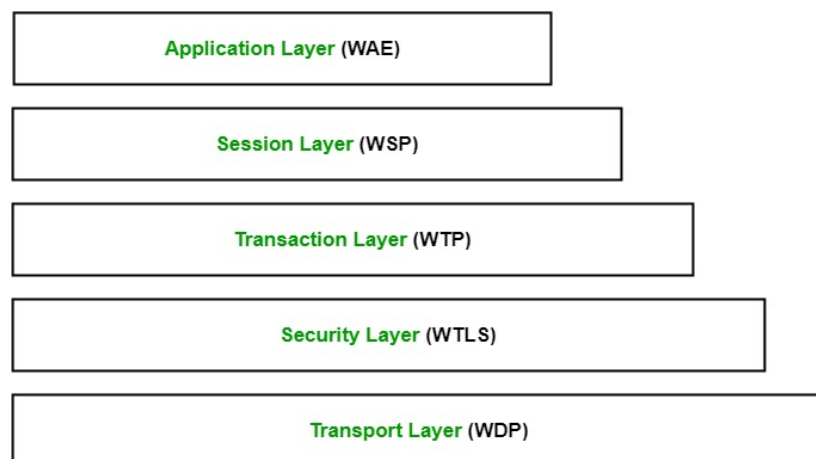 Application Layer (WAE)
Session Layer (WSP)
Transaction Layer (WTP)
Security Layer (WTLS)
Transport Layer (WDP)